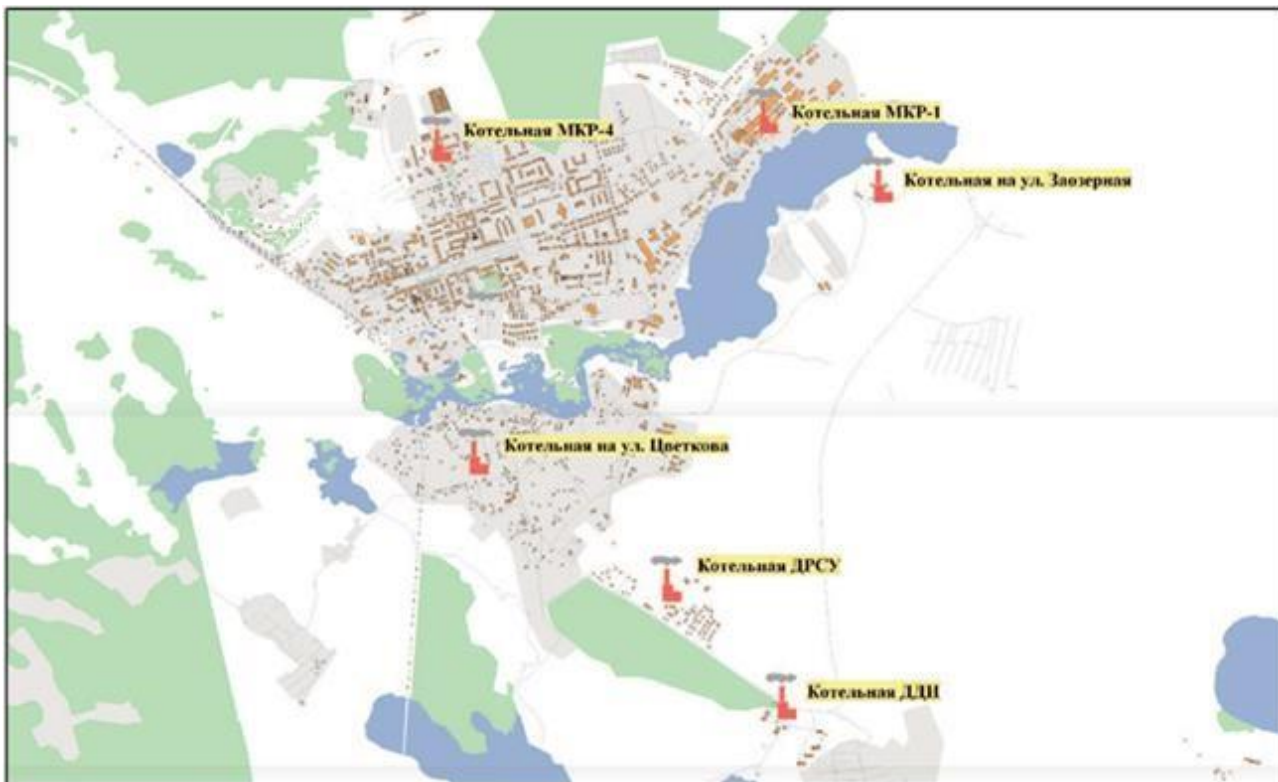 Котельная МКР-1
Котельная МКР-4
Котельная на ул. Заозерная
Котельная на ул. Цветкова
Котельная ДРСУ
Котельная ДДИ